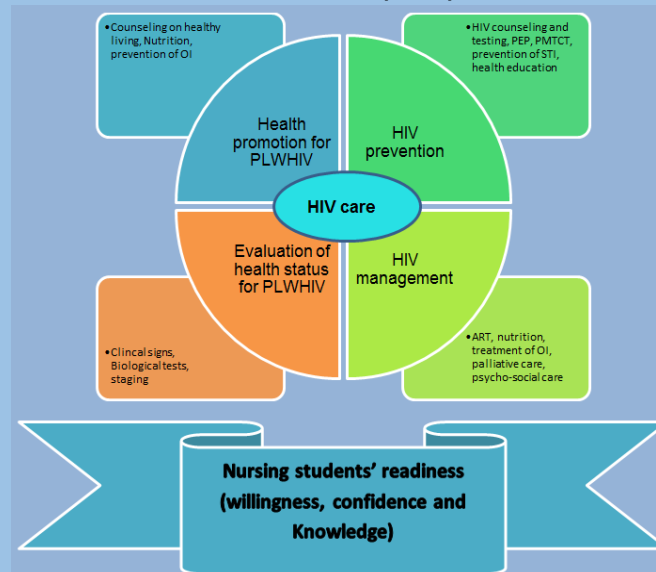 •Counseling on healthy
living, Nutrition,
prevention of OI
•HIV counseling and
testing, PEP, PMTCT,
prevention of STI,
health education
Health
promotion for
PLWHIV
HIV
prevention
HIV care
Evaluation of
health status
for PLWHIV
HIV
management
•Clincal signs,
Biological tests,
staging
•ART, nutrition,
treatment of OI,
palliative care,
psycho-social care
Nursing students’ readiness
(willingness, confidence and
Knowledge)